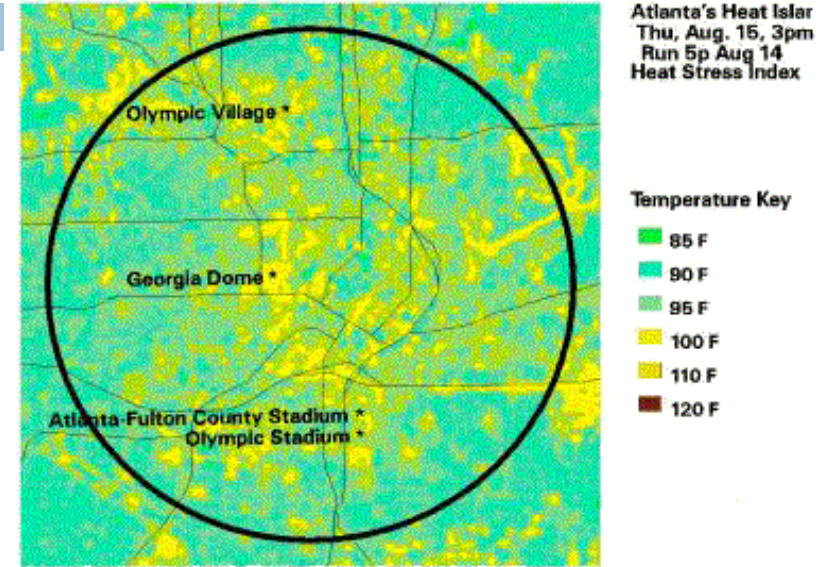 Atlanta's Heat Islar
Thu, Aug. 15, 3pm
Run 5p Aug 14
Heat Stress Index
Olympic Village *
Georgia Dome *
Atlanta-Fulton County Stadium *
Olympic Stadium *
Temperature Key
85 F
90 F
95 F
100 F
110 F
120 F